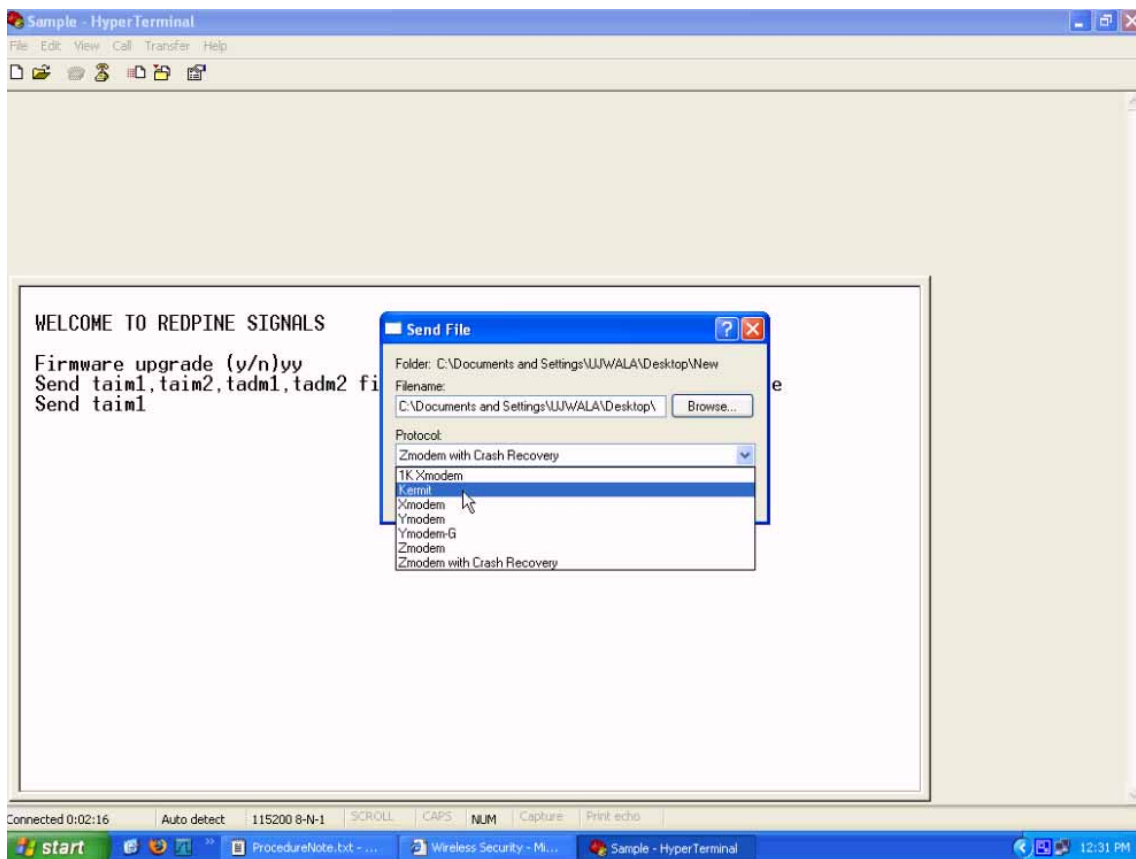 Sample - HyperTerminal
File Edit View Call Transfer Help
WELCOME TO REDPINE SIGNALS
Firmware upgrade (y/n)yy
Send taim1,taim2,tadm1,tadm2 fi
e
Send taim1
Send File
Folder: C:\Documents and Settings\UJWALA\Desktop\New
Filename:
C:\Documents and Settings\UJWALA\Desktop\ Browse...
Protocol:
Zmodem with Crash Recovery
1K Xmodem
Kermit
Xmodem
Ymodem
Ymodem-G
Zmodem
Zmodem with Crash Recovery
Connected 0:02:16 Auto detect 115200 8-N-1 SCROLL CAPS NUM Capture Print echo
start ProcedureNote.txt - ... Wireless Security - Mi... Sample - HyperTerminal 12:31 PM